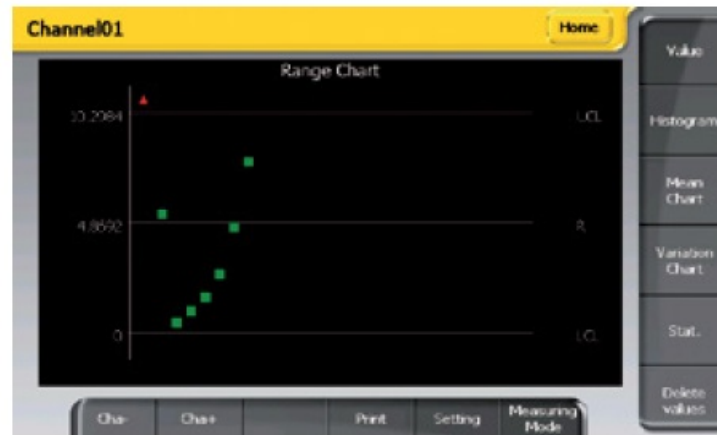 Channel01
Home
Range Chart
10.2984
UCL
4.8692
R
0
LCL
Value
Histogram
Mean
Chart
Variation
Chart
Stat.
Delete
values
Cha-
Cha+
Print
Setting
Measuring
Mode